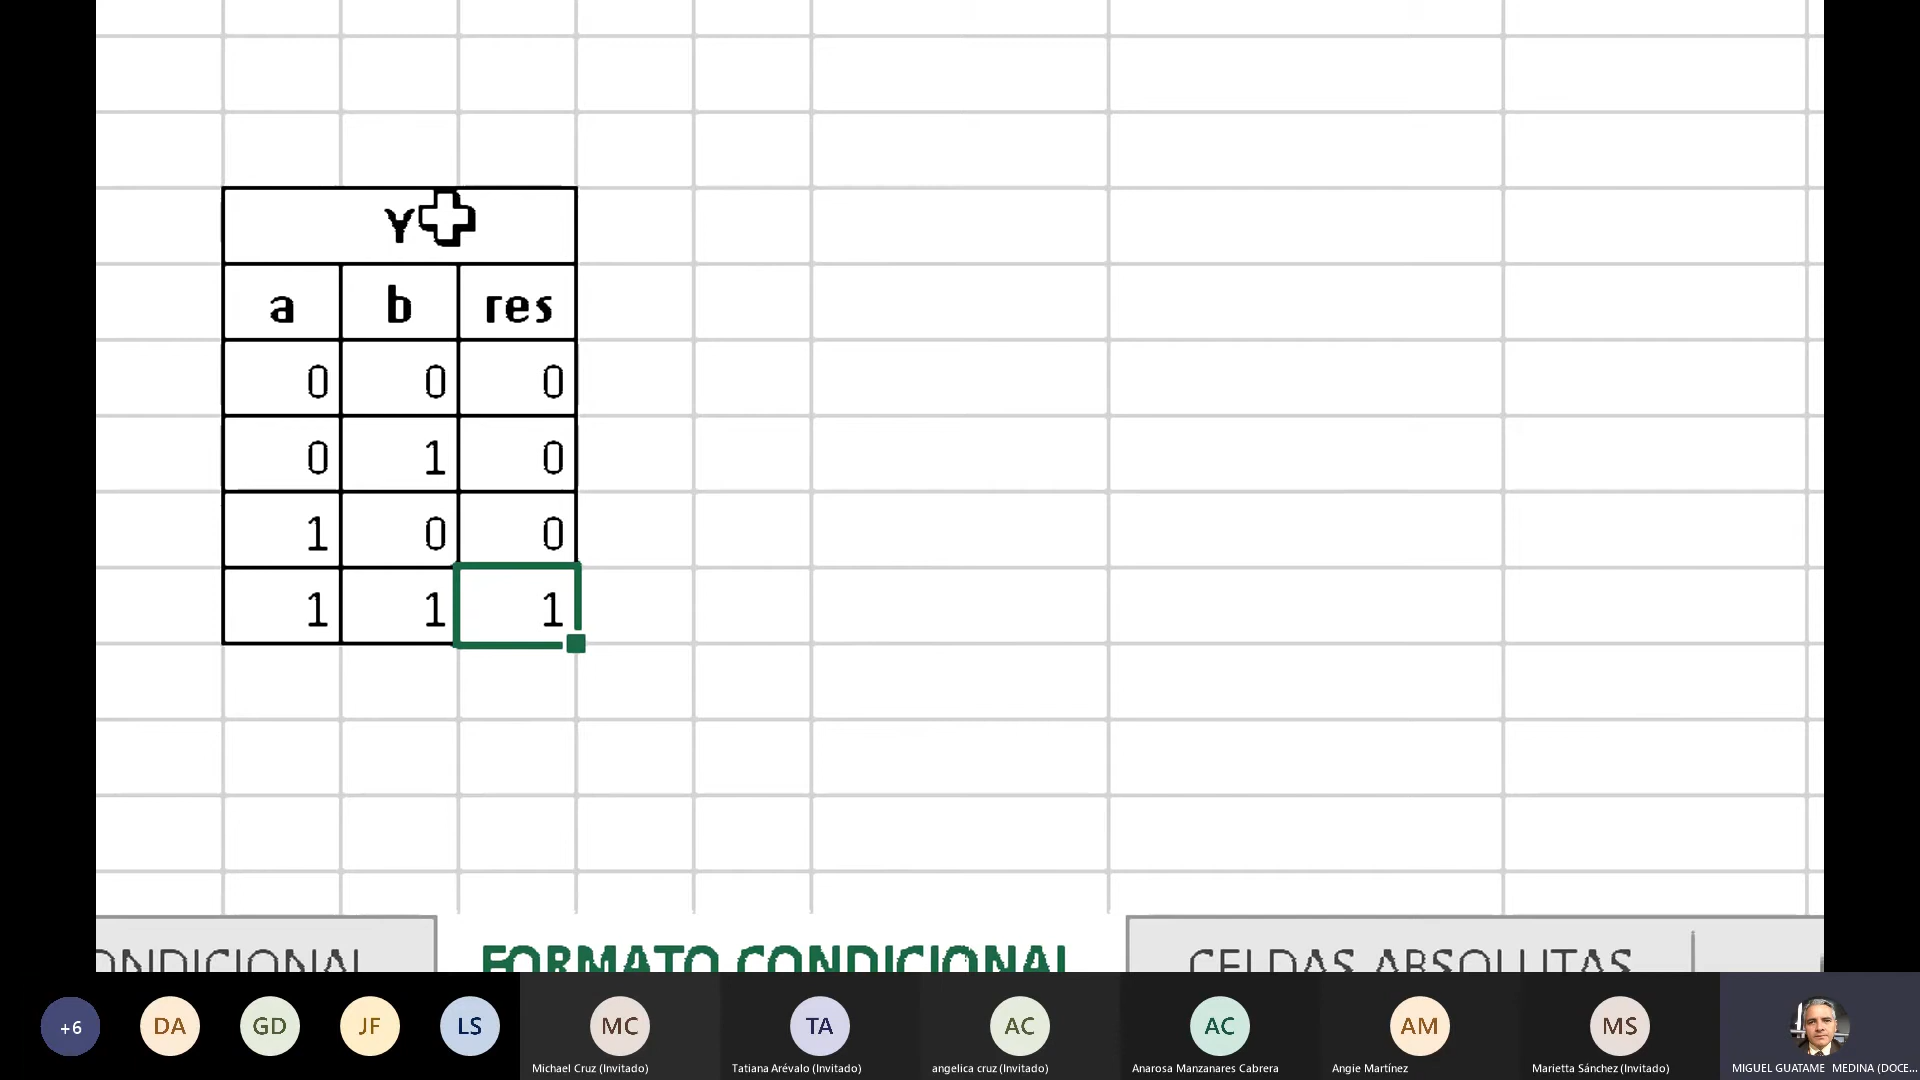 Y
a b res
0 0 0
0 1 0
1 0 0
1 1 1
ONDICIONAL FORMATO CONDICIONAL CELDAS ABSOLUTAS
+6 DA GD JF LS MC TA AC AC AM MS
Michael Cruz (Invitado) Tatiana Arévalo (Invitado) angelica cruz (Invitado) Anarosa Manzanares Cabrera Angie Martínez Marietta Sánchez (Invitado) MIGUEL GUATAME MEDINA (DOCE...